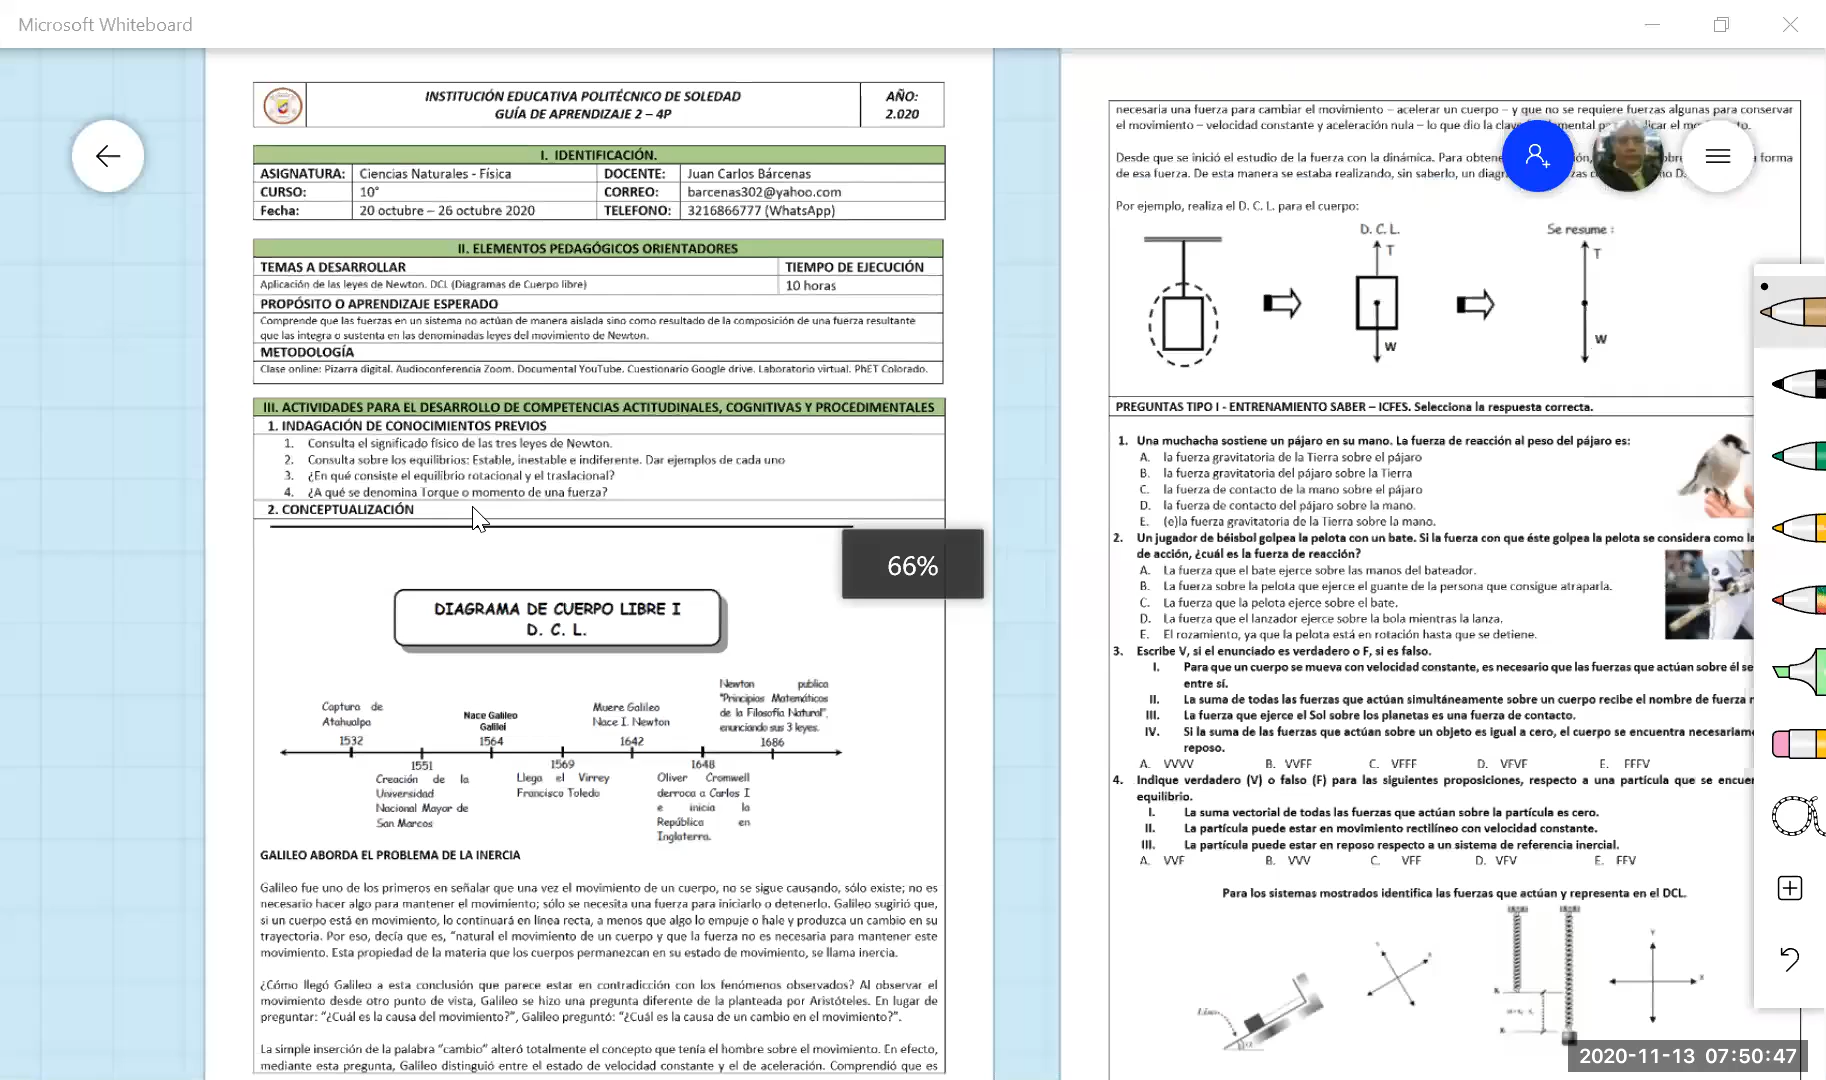 Microsoft Whiteboard
INSTITUCIÓN EDUCATIVA POLITÉCNICO DE SOLEDAD
GUÍA DE APRENDIZAJE 2 – 4P
AÑO:
2.020
I. IDENTIFICACIÓN.
ASIGNATURA: Ciencias Naturales - Física DOCENTE: Juan Carlos Bárcenas
CURSO: 10° CORREO: barcenas302@yahoo.com
Fecha: 20 octubre – 26 octubre 2020 TELEFONO: 3216866777 (WhatsApp)
II. ELEMENTOS PEDAGÓGICOS ORIENTADORES
TEMAS A DESARROLLAR TIEMPO DE EJECUCIÓN
Aplicación de las leyes de Newton. DCL (Diagramas de Cuerpo libre) 10 horas
PROPÓSITO O APRENDIZAJE ESPERADO
Comprende que las fuerzas en un sistema no actúan de manera aislada sino como resultado de la composición de una fuerza resultante
que las integra o sustenta en las denominadas leyes del movimiento de Newton.
METODOLOGÍA
Clase online: Pizarra digital. Audioconferencia Zoom. Documental YouTube. Cuestionario Google drive. Laboratorio virtual. PhET Colorado.
III. ACTIVIDADES PARA EL DESARROLLO DE COMPETENCIAS ACTITUDINALES, COGNITIVAS Y PROCEDIMENTALES
1. INDAGACIÓN DE CONOCIMIENTOS PREVIOS
1. Consulta el significado físico de las tres leyes de Newton.
2. Consulta sobre los equilibrios: Estable, inestable e indiferente. Dar ejemplos de cada uno
3. ¿En qué consiste el equilibrio rotacional y el traslacional?
4. ¿A qué se denomina Torque o momento de una fuerza?
2. CONCEPTUALIZACIÓN
66%
DIAGRAMA DE CUERPO LIBRE I
D. C. L.
Captura de
Atahualpa
1532
Nace Galileo
Galilei
1564
Muere Galileo
Nace I. Newton
1642
Newton publica
"Principios Matemáticos
de la Filosofía Natural",
enunciando sus 3 leyes.
1686
1551
Creación de la
Universidad
Nacional Mayor de
San Marcos
1569
Llega el Virrey
Francisco Toledo
1648
Oliver Cromwell
derroca a Carlos I
e inicia la
República en
Inglaterra.
GALILEO ABORDA EL PROBLEMA DE LA INERCIA
Galileo fue uno de los primeros en señalar que una vez el movimiento de un cuerpo, no se sigue causando, sólo existe; no es
necesario hacer algo para mantener el movimiento; sólo se necesita una fuerza para iniciarlo o detenerlo. Galileo sugirió que,
si un cuerpo está en movimiento, lo continuará en línea recta, a menos que algo lo empuje o hale y produzca un cambio en su
trayectoria. Por eso, decía que es, “natural el movimiento de un cuerpo y que la fuerza no es necesaria para mantener este
movimiento. Esta propiedad de la materia que los cuerpos permanezcan en su estado de movimiento, se llama inercia.
¿Cómo llegó Galileo a esta conclusión que parece estar en contradicción con los fenómenos observados? Al observar el
movimiento desde otro punto de vista, Galileo se hizo una pregunta diferente de la planteada por Aristóteles. En lugar de
preguntar: “¿Cuál es la causa del movimiento?”, Galileo preguntó: “¿Cuál es la causa de un cambio en el movimiento?”.
La simple inserción de la palabra “cambio” alteró totalmente el concepto que tenía el hombre sobre el movimiento. En efecto,
mediante esta pregunta, Galileo distinguió entre el estado de velocidad constante y el de aceleración. Comprendió que es
necesaria una fuerza para cambiar el movimiento – acelerar un cuerpo – y que no se requiere fuerzas algunas para conservar
el movimiento – velocidad constante y aceleración nula – lo que dio la
Desde que se inició el estudio de la fuerza con la dinámica. Para forma
de esa fuerza. De esta manera se estaba realizando, sin saberlo, un
Por ejemplo, realiza el D. C. L. para el cuerpo:
D. C. L.
T
W
Se resume :
T
W
PREGUNTAS TIPO I - ENTRENAMIENTO SABER – ICFES. Selecciona la respuesta correcta.
1. Una muchacha sostiene un pájaro en su mano. La fuerza de reacción al peso del pájaro es:
A. la fuerza gravitatoria de la Tierra sobre el pájaro
B. la fuerza gravitatoria del pájaro sobre la Tierra
C. la fuerza de contacto de la mano sobre el pájaro
D. la fuerza de contacto del pájaro sobre la mano.
E. (e)la fuerza gravitatoria de la Tierra sobre la mano.
2. Un jugador de béisbol golpea la pelota con un bate. Si la fuerza con que éste golpea la pelota se considera como la
de acción, ¿cuál es la fuerza de reacción?
A. La fuerza que el bate ejerce sobre las manos del bateador.
B. La fuerza sobre la pelota que ejerce el guante de la persona que consigue atraparla.
C. La fuerza que la pelota ejerce sobre el bate.
D. La fuerza que el lanzador ejerce sobre la bola mientras la lanza.
E. El rozamiento, ya que la pelota está en rotación hasta que se detiene.
3. Escribe V, si el enunciado es verdadero o F, si es falso.
I. Para que un cuerpo se mueva con velocidad constante, es necesario que las fuerzas que actúan sobre él se
entre sí.
II. La suma de todas las fuerzas que actúan simultáneamente sobre un cuerpo recibe el nombre de fuerza
III. La fuerza que ejerce el Sol sobre los planetas es una fuerza de contacto.
IV. Si la suma de las fuerzas que actúan sobre un objeto es igual a cero, el cuerpo se encuentra
reposo.
A. VVVV B. VVFF C. VFFF D. VFVF E. FFFV
4. Indique verdadero (V) o falso (F) para las siguientes proposiciones, respecto a una partícula que se
equilibrio.
I. La suma vectorial de todas las fuerzas que actúan sobre la partícula es cero.
II. La partícula puede estar en movimiento rectilíneo con velocidad constante.
III. La partícula puede estar en reposo respecto a un sistema de referencia inercial.
A. VVF B. VVV C. VFF D. VFV E. FFV
Para los sistemas mostrados identifica las fuerzas que actúan y representa en el DCL.
Liso
2020-11-13 07:50:47